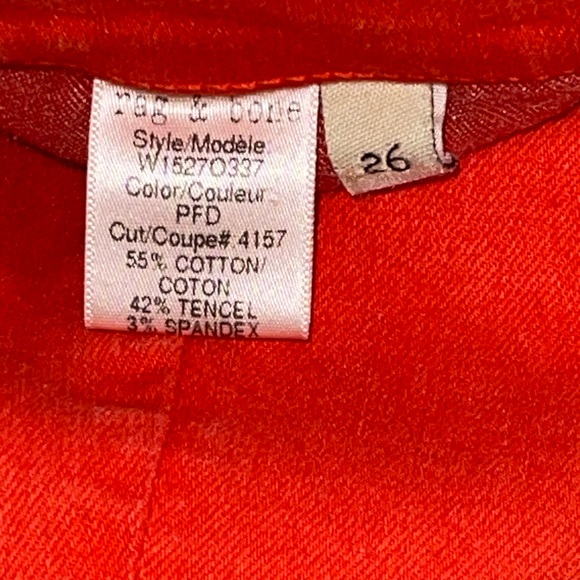 rag & bone
Style/Modèle
W1527O337
Color/Couleur
PFD
Cut/Coupe# 4157
55% COTTON/
COTON
42% TENCEL
3% SPANDEX
26